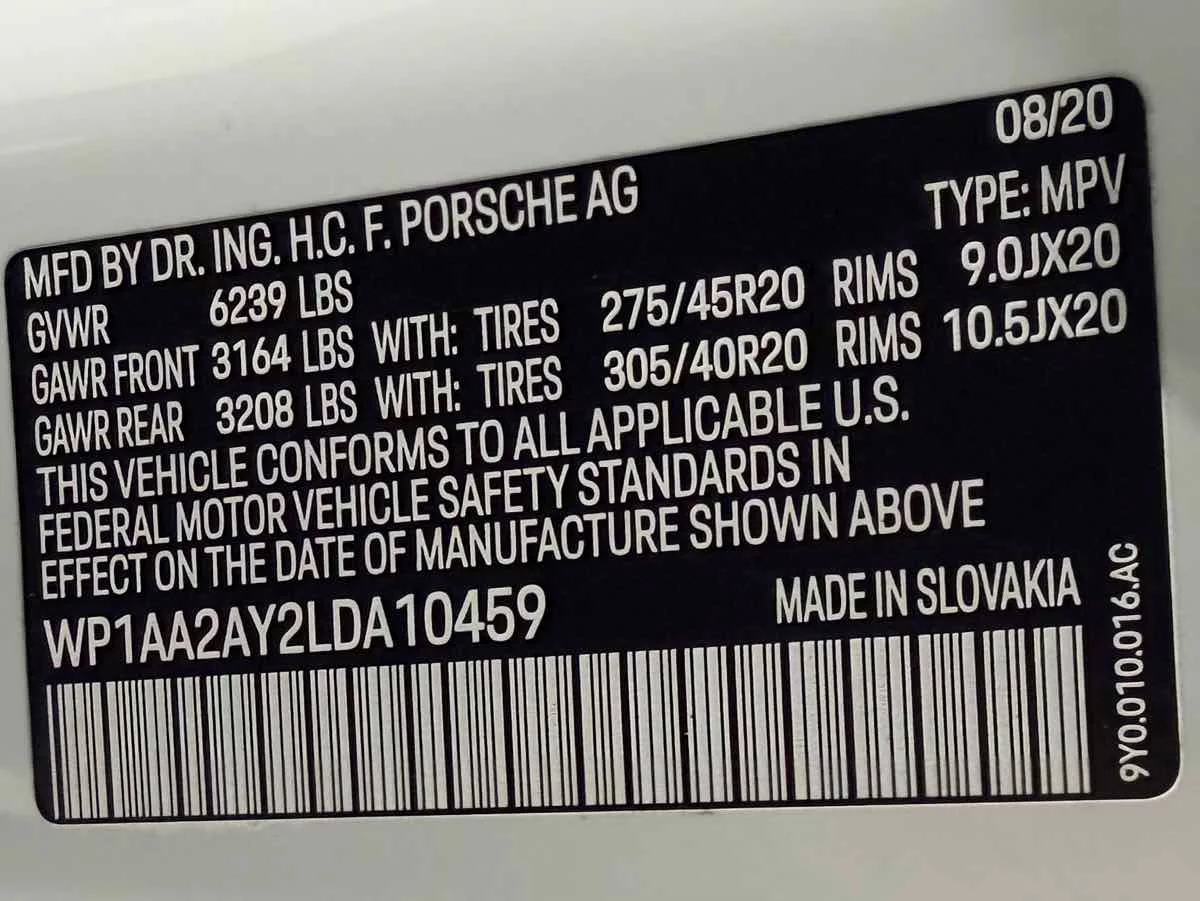 08/20
MFD BY DR. ING. H.C. F. PORSCHE AG TYPE: MPV
GVWR 6239 LBS
GAWR FRONT 3164 LBS WITH: TIRES 275/45R20 RIMS 9.0JX20
GAWR REAR 3208 LBS WITH: TIRES 305/40R20 RIMS 10.5JX20
THIS VEHICLE CONFORMS TO ALL APPLICABLE U.S.
FEDERAL MOTOR VEHICLE SAFETY STANDARDS IN
EFFECT ON THE DATE OF MANUFACTURE SHOWN ABOVE
WP1AA2AY2LDA10459 MADE IN SLOVAKIA
9Y0.010.016.AC